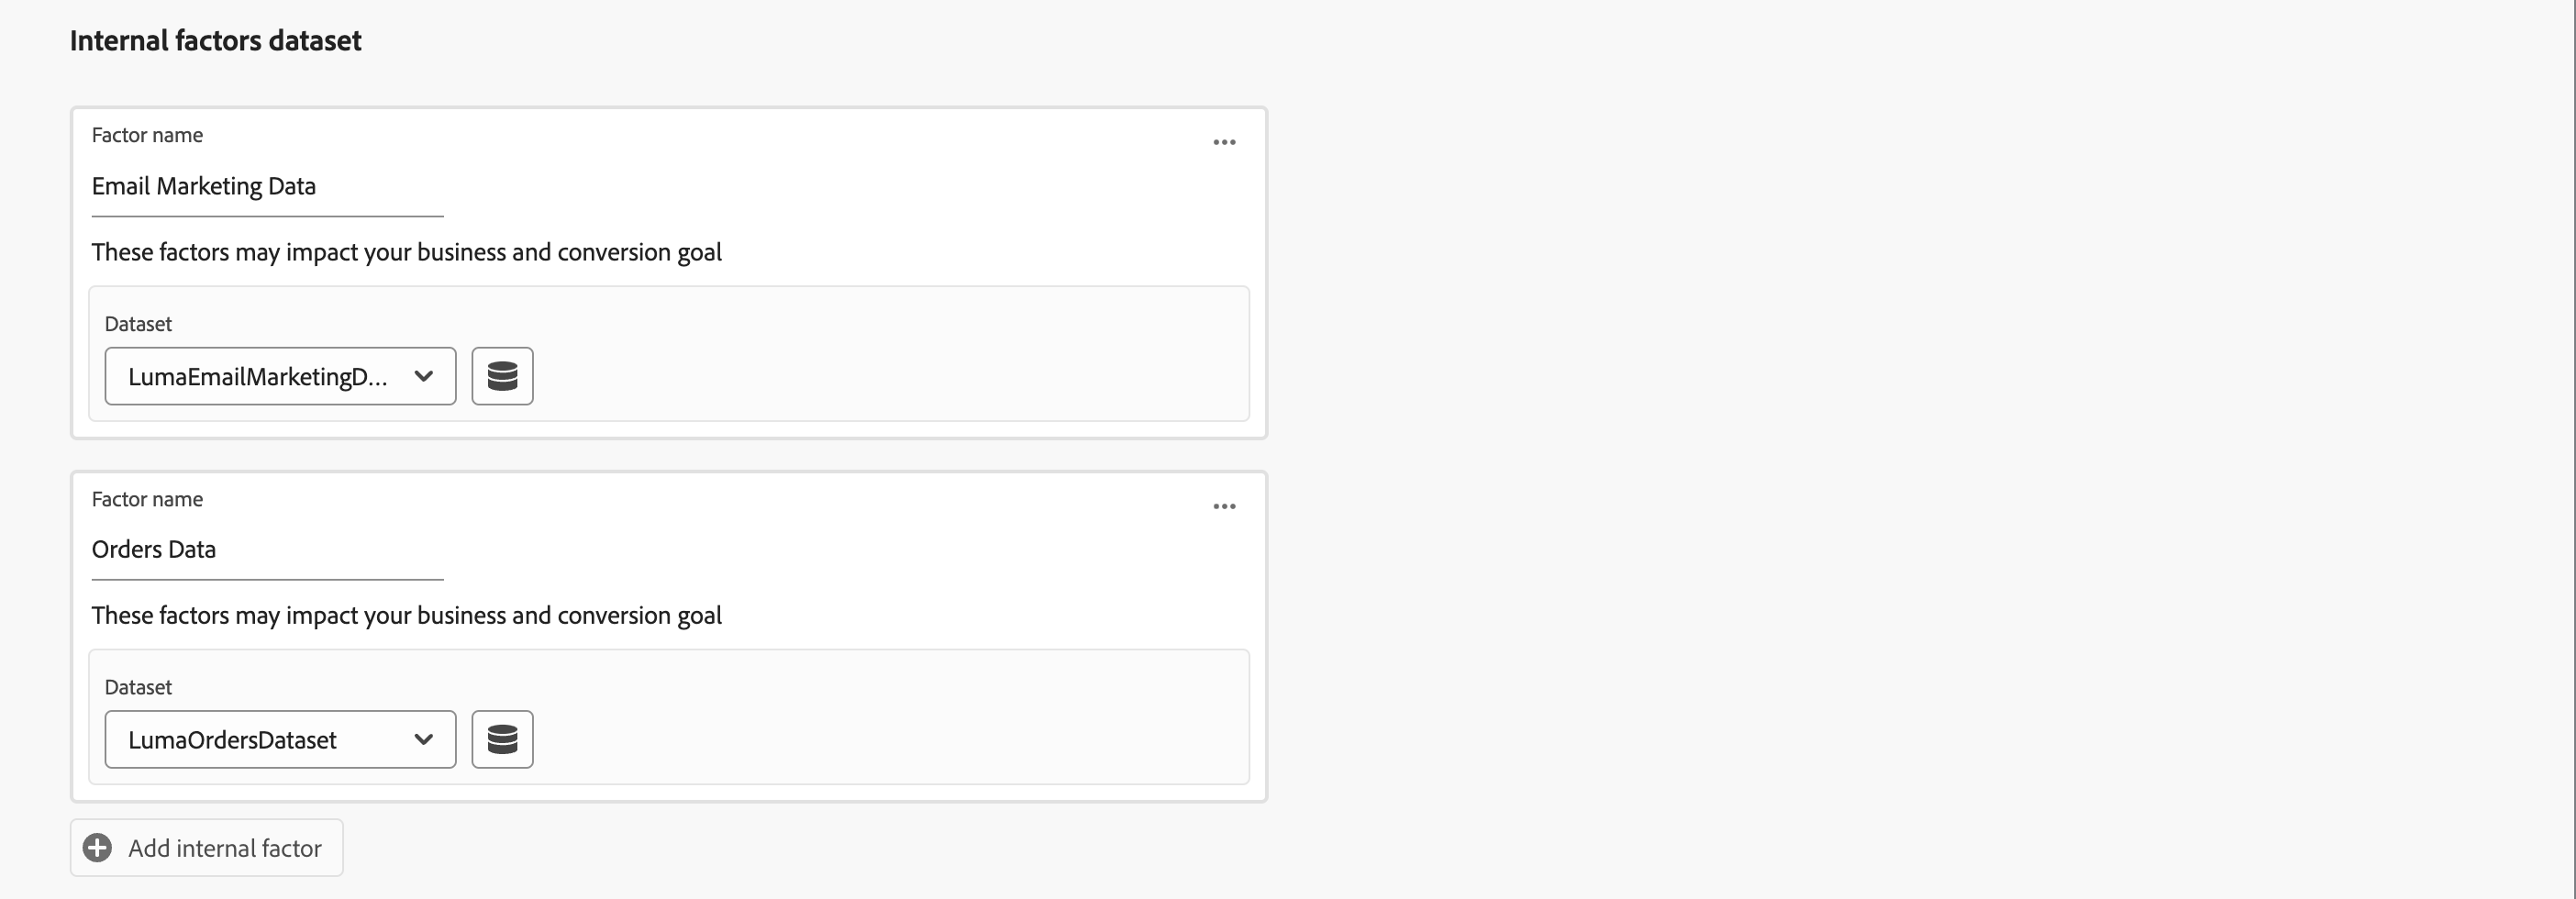 Internal factors dataset
Factor name
Email Marketing Data
These factors may impact your business and conversion goal
Dataset
LumaEmailMarketingD...
Factor name
Orders Data
These factors may impact your business and conversion goal
Dataset
LumaOrdersDataset
Add internal factor